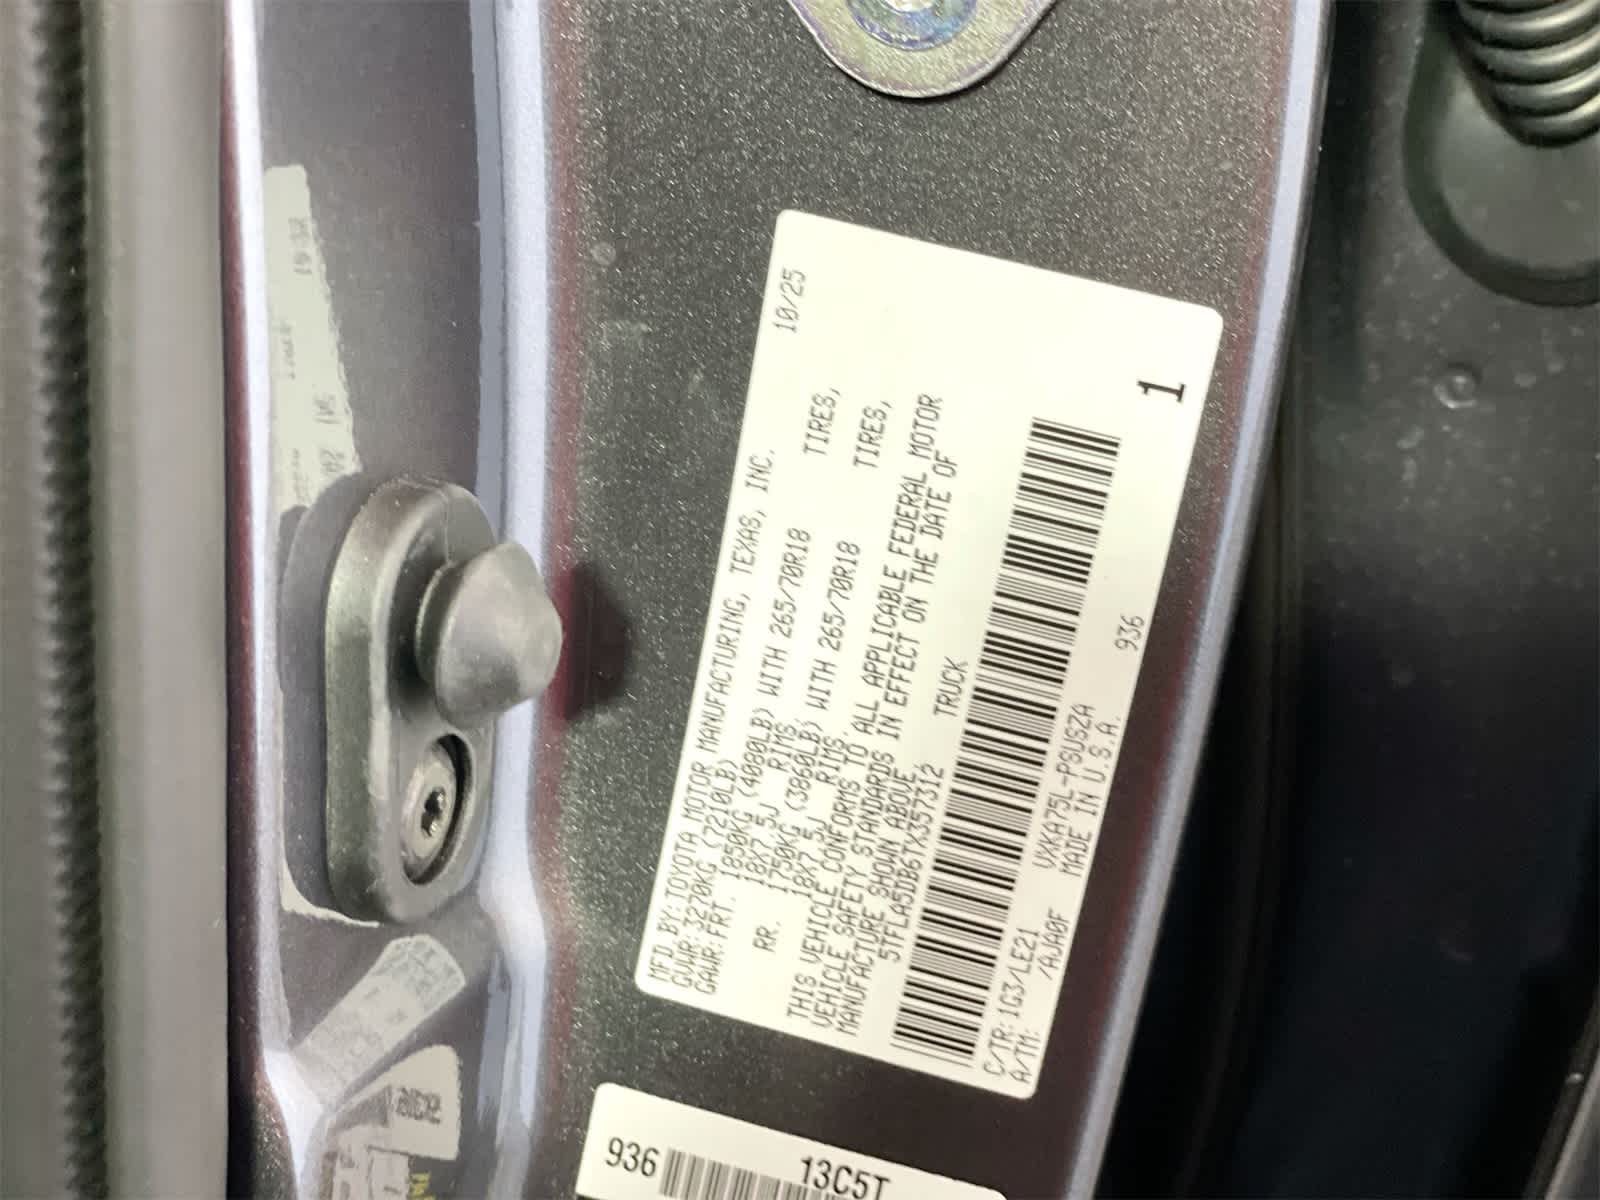 MFD BY: TOYOTA MOTOR MANUFACTURING, TEXAS, INC. 10/25
GVWR: 3270KG (7210LB)
GAWR: FRT. 1850KG (4080LB) WITH 265/70R18 TIRES,
18X7.5J RIMS
RR. 1750KG (3860LB) WITH 265/70R18 TIRES,
18X7.5J RIMS
THIS VEHICLE CONFORMS TO ALL APPLICABLE FEDERAL MOTOR
VEHICLE SAFETY STANDARDS IN EFFECT ON THE DATE OF
MANUFACTURE SHOWN ABOVE.
5TFLA5DB6TX357312 TRUCK
C/TR: 1G3/LE21 VXKA75L-PSUSZA 936 1
A/TM: /AJA0F MADE IN U.S.A.
936 13C5T
936